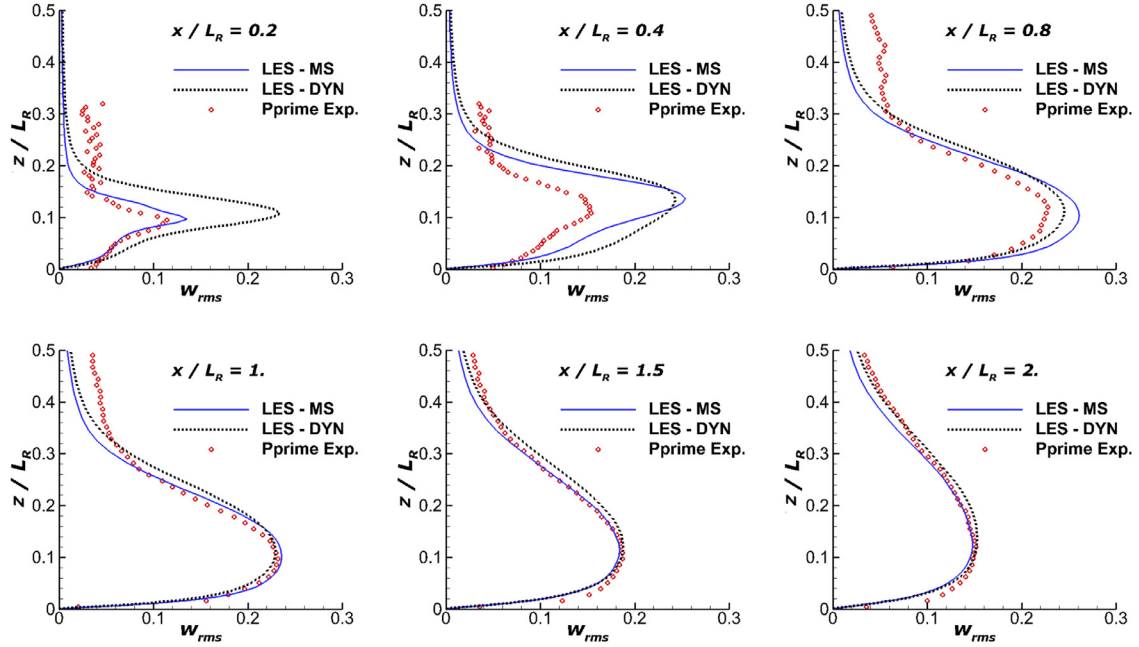 x / L_R = 0.2
LES - MS
LES - DYN
Pprime Exp.
z / L_R
0.5
0.4
0.3
0.2
0.1
0
0 0.1 0.2 0.3
w_rms
x / L_R = 0.4
LES - MS
LES - DYN
Pprime Exp.
z / L_R
0.5
0.4
0.3
0.2
0.1
0
0 0.1 0.2 0.3
w_rms
x / L_R = 0.8
LES - MS
LES - DYN
Pprime Exp.
z / L_R
0.5
0.4
0.3
0.2
0.1
0
0 0.1 0.2 0.3
w_rms
x / L_R = 1.
LES - MS
LES - DYN
Pprime Exp.
z / L_R
0.5
0.4
0.3
0.2
0.1
0
0 0.1 0.2 0.3
w_rms
x / L_R = 1.5
LES - MS
LES - DYN
Pprime Exp.
z / L_R
0.5
0.4
0.3
0.2
0.1
0
0 0.1 0.2 0.3
w_rms
x / L_R = 2.
LES - MS
LES - DYN
Pprime Exp.
z / L_R
0.5
0.4
0.3
0.2
0.1
0
0 0.1 0.2 0.3
w_rms